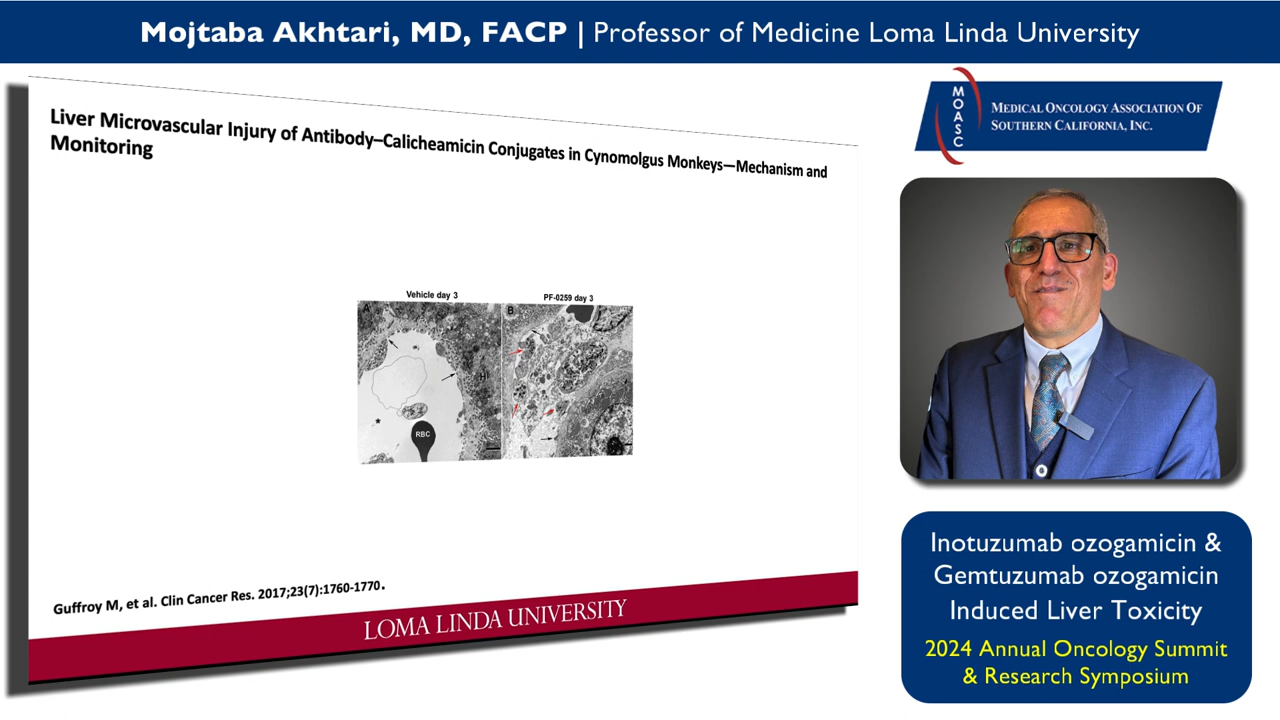 Mojtaba Akhtari, MD, FACP | Professor of Medicine Loma Linda University
Liver Microvascular Injury of Antibody–Calicheamicin Conjugates in Cynomolgus Monkeys—Mechanism and
Monitoring
Vehicle day 3
PF-0259 day 3
A
B
H
RBC
Guffroy M, et al. Clin Cancer Res. 2017;23(7):1760-1770.
LOMA LINDA UNIVERSITY
MOASC
MEDICAL ONCOLOGY ASSOCIATION OF
SOUTHERN CALIFORNIA, INC.
Inotuzumab ozogamicin &
Gemtuzumab ozogamicin
Induced Liver Toxicity
2024 Annual Oncology Summit
& Research Symposium